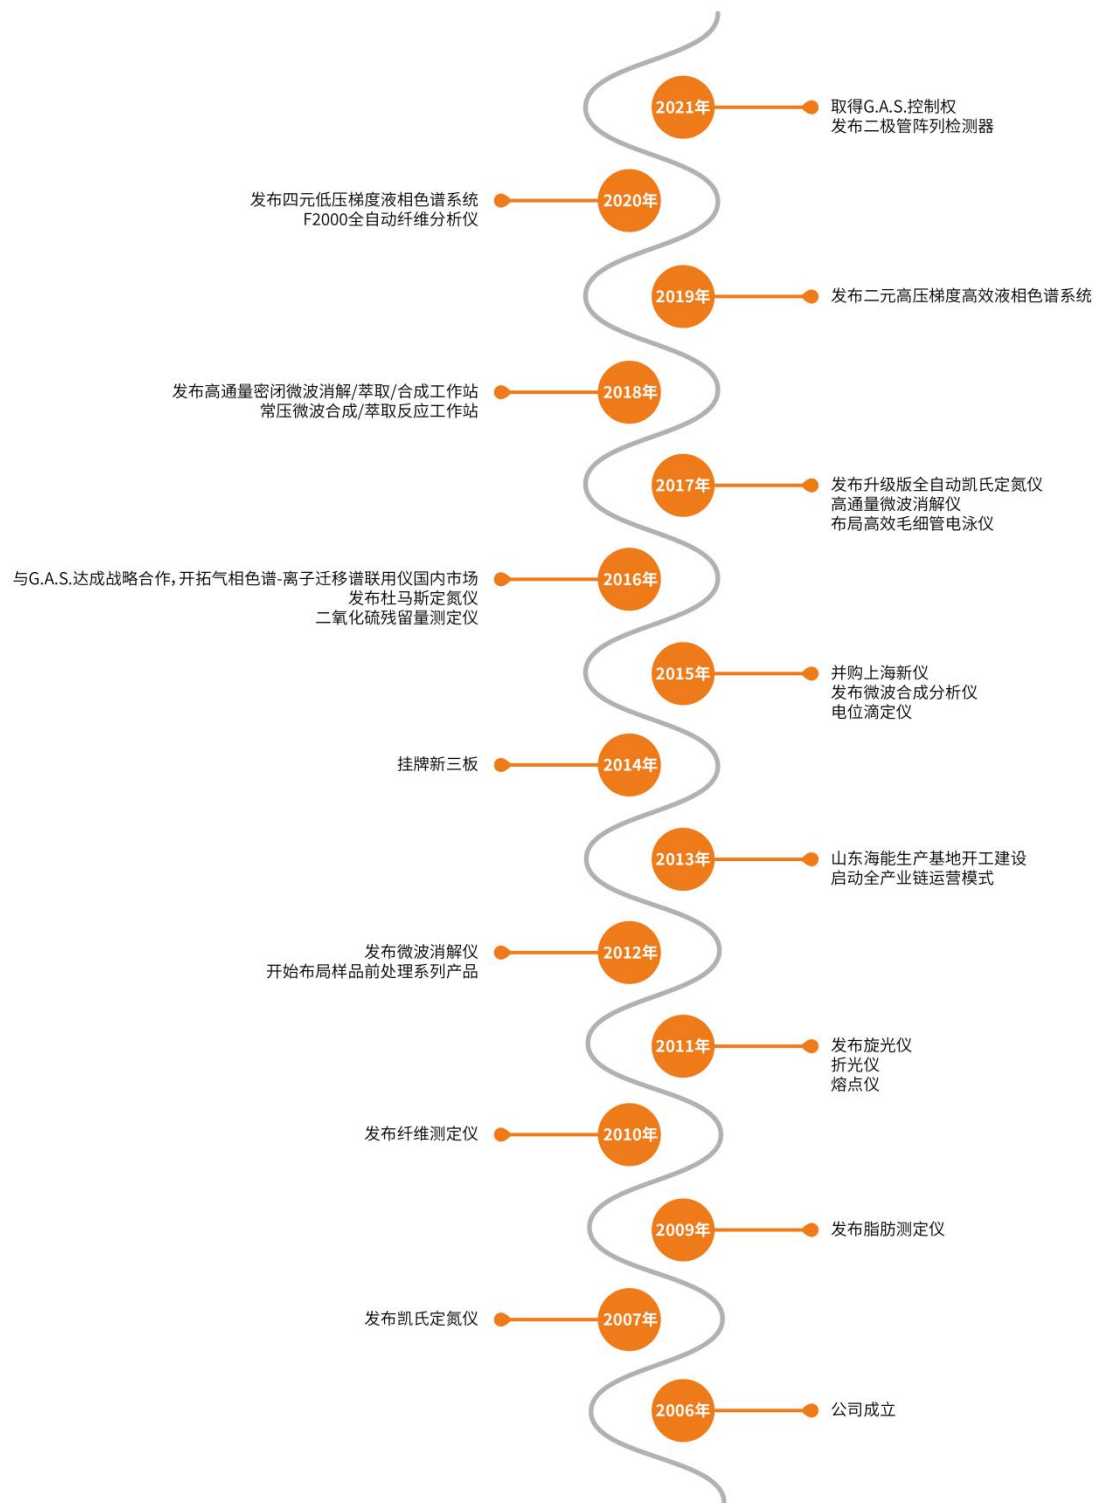 2021年
取得G.A.S.控制权
发布二极管阵列检测器
2020年
发布四元低压梯度液相色谱系统
F2000全自动纤维分析仪
2019年
发布二元高压梯度高效液相色谱系统
2018年
发布高通量密闭微波消解/萃取/合成工作站
常压微波合成/萃取反应工作站
2017年
发布升级版全自动凯氏定氮仪
高通量微波消解仪
布局高效毛细管电泳仪
2016年
与G.A.S.达成战略合作，开拓气相色谱-离子迁移谱联用仪国内市场
发布杜马斯定氮仪
二氧化硫残留量测定仪
2015年
并购上海新仪
发布微波合成分析仪
电位滴定仪
2014年
挂牌新三板
2013年
山东海能生产基地开工建设
启动全产业链运营模式
2012年
发布微波消解仪
开始布局样品前处理系列产品
2011年
发布旋光仪
折光仪
熔点仪
2010年
发布纤维测定仪
2009年
发布脂肪测定仪
2007年
发布凯氏定氮仪
2006年
公司成立